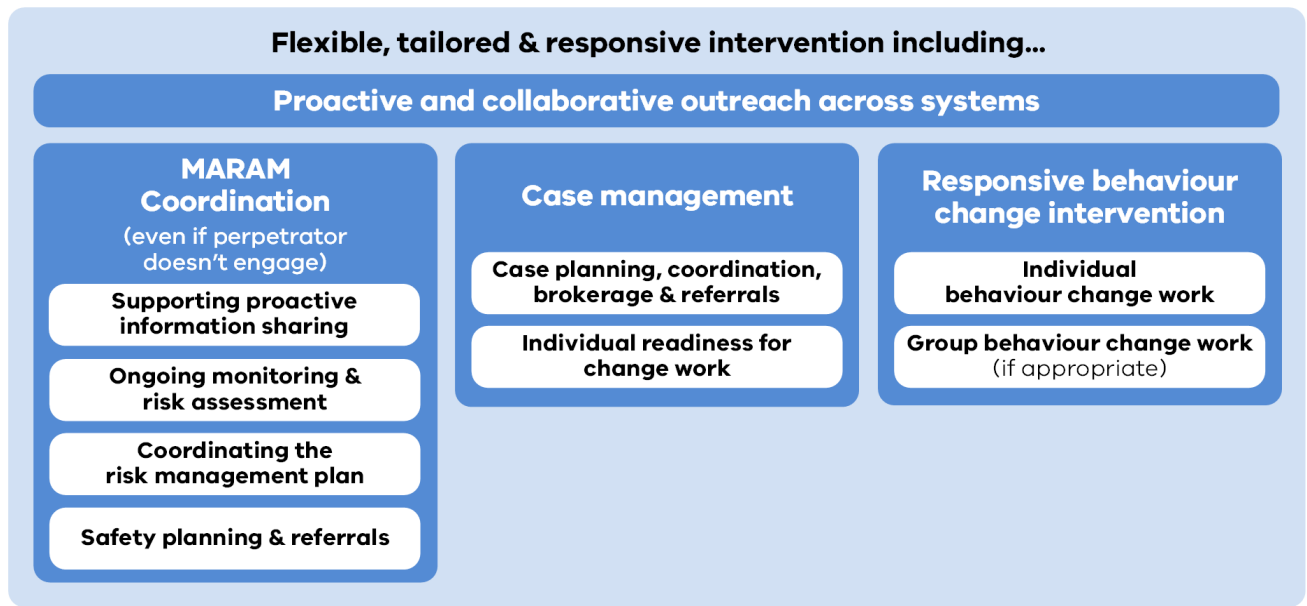 Flexible, tailored & responsive intervention including...
Proactive and collaborative outreach across systems
MARAM
Coordination
(even if perpetrator
doesn't engage)
Supporting proactive
information sharing
Ongoing monitoring &
risk assessment
Coordinating the
risk management plan
Safety planning & referrals
Case management
Case planning, coordination,
brokerage & referrals
Individual readiness for
change work
Responsive behaviour
change intervention
Individual
behaviour change work
Group behaviour change work
(if appropriate)